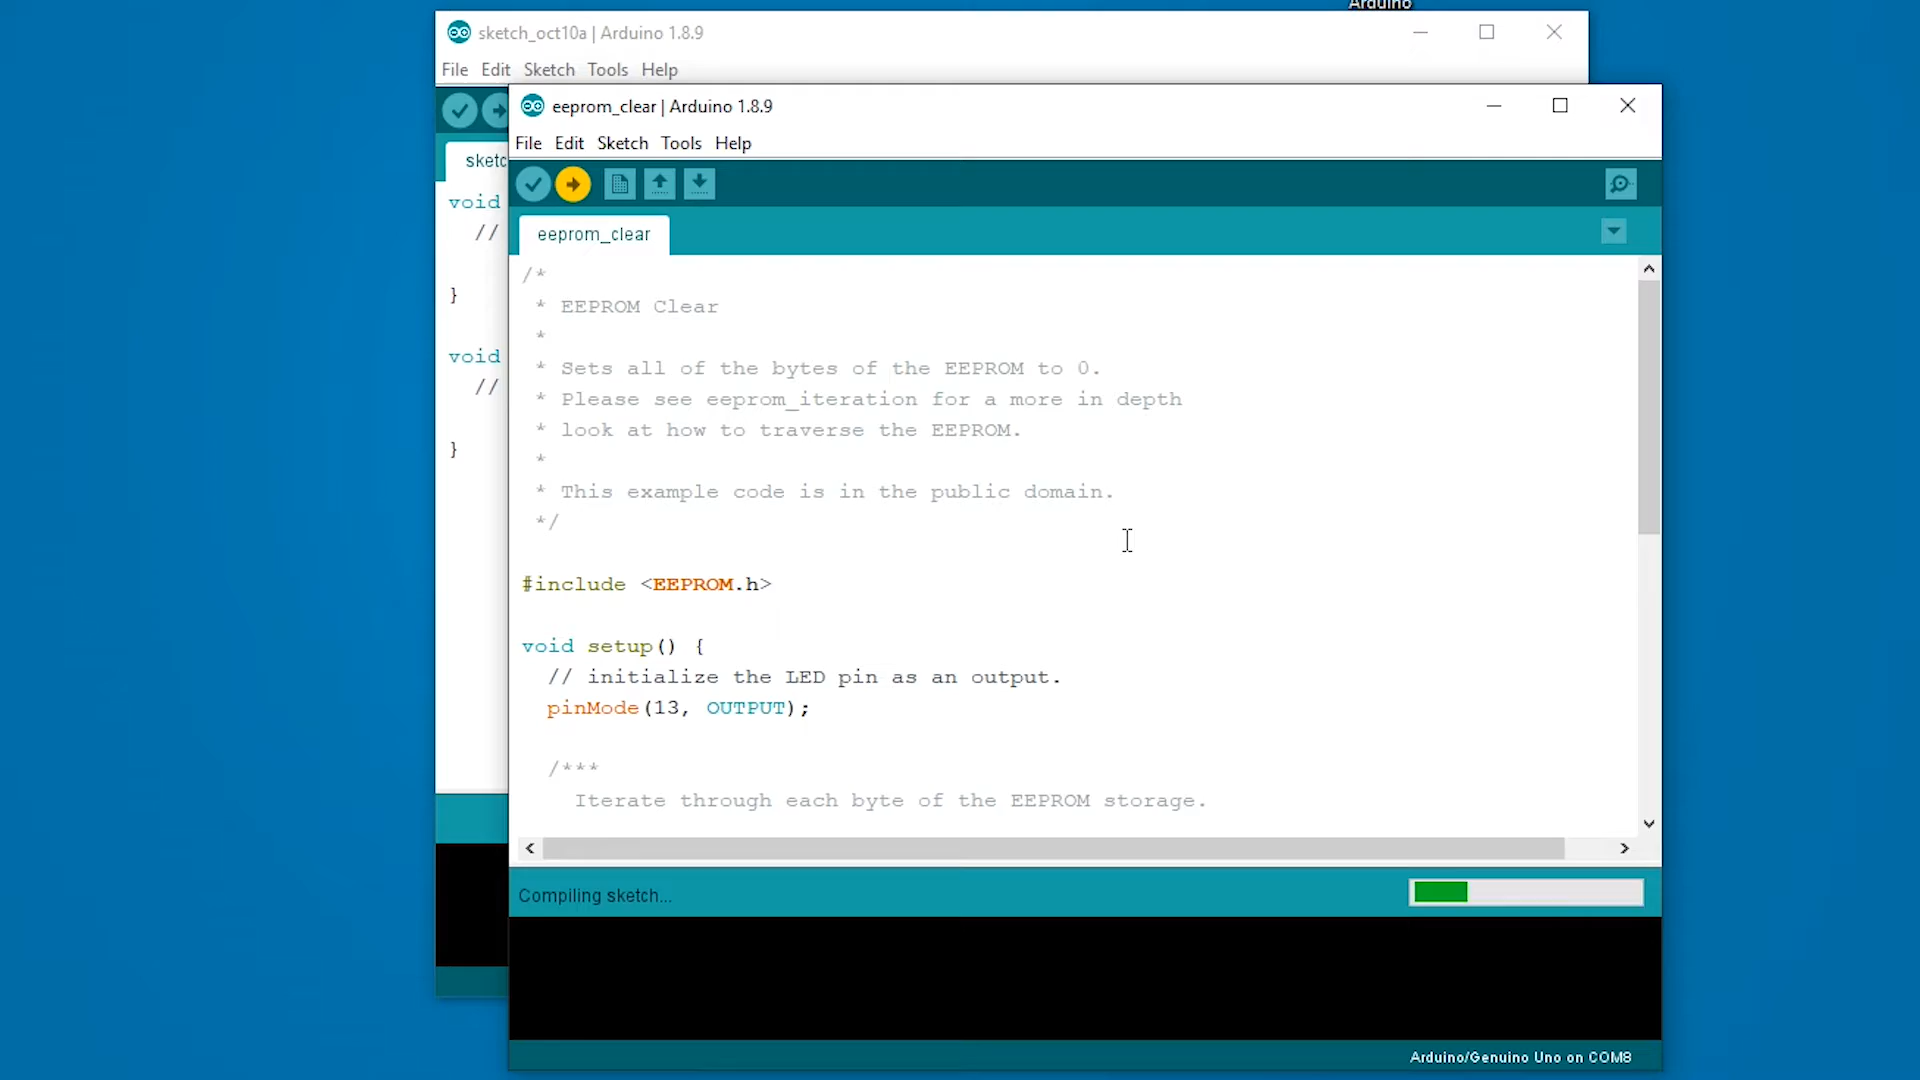 Arduino
sketch_oct10a | Arduino 1.8.9
File Edit Sketch Tools Help
eeprom_clear | Arduino 1.8.9
File Edit Sketch Tools Help
sketc
void
//
}
void
//
}
eeprom_clear
/*
* EEPROM Clear
*
* Sets all of the bytes of the EEPROM to 0.
* Please see eeprom_iteration for a more in depth
* look at how to traverse the EEPROM.
*
* This example code is in the public domain.
*/
#include <EEPROM.h>
void setup() {
// initialize the LED pin as an output.
pinMode(13, OUTPUT);
/***
Iterate through each byte of the EEPROM storage.
Compiling sketch...
Arduino/Genuino Uno on COM8